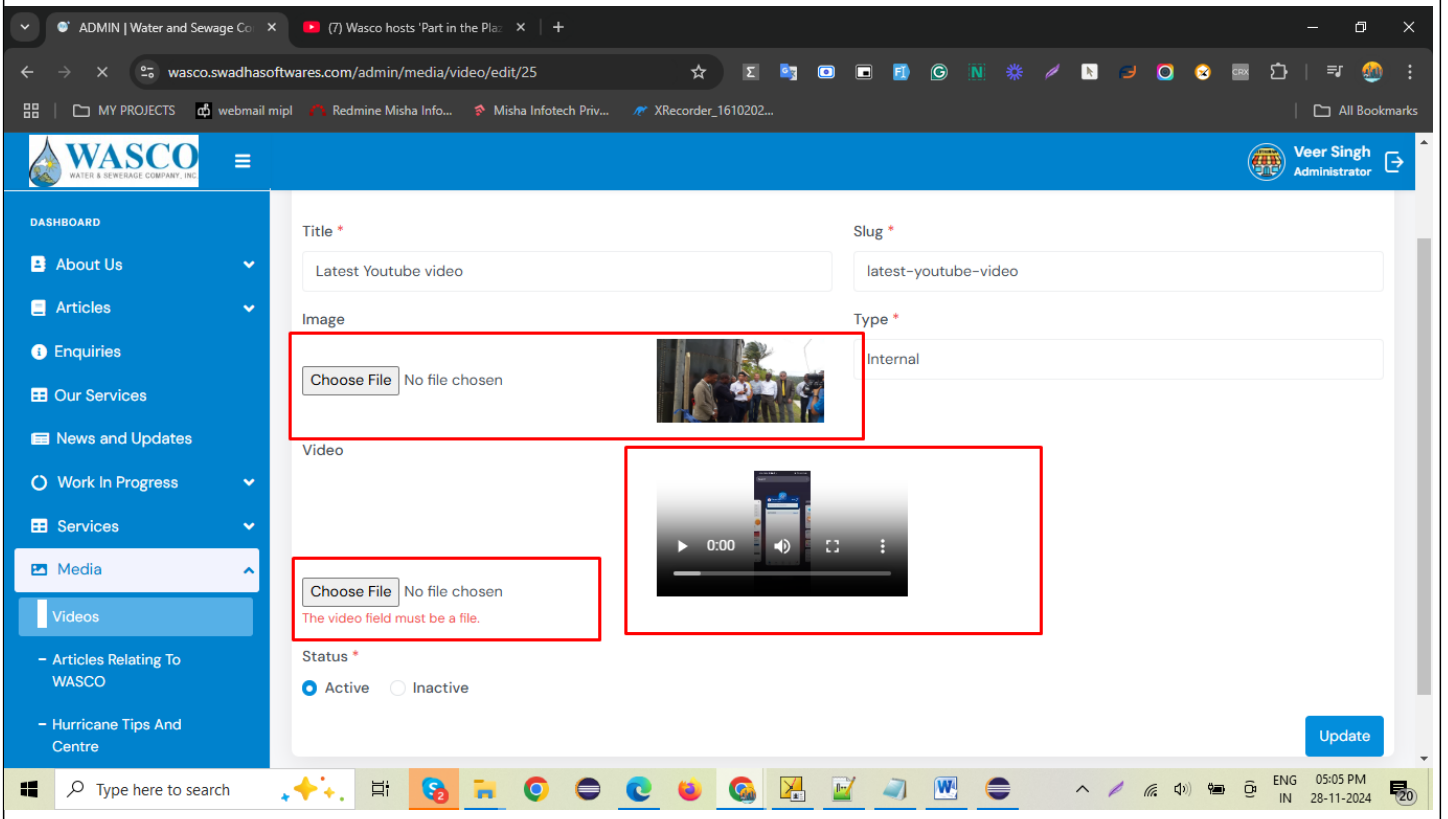 ADMIN | Water and Sewage Co
(7) Wasco hosts 'Part in the Pla
wasco.swadhasoftwares.com/admin/media/video/edit/25
MY PROJECTS webmail mipl Redmine Misha Info... Misha Infotech Priv... XRecorder_1610202... All Bookmarks
WASCO
WATER & SEWERAGE COMPANY, INC.
Veer Singh
Administrator
DASHBOARD
About Us
Articles
Enquiries
Our Services
News and Updates
Work In Progress
Services
Media
Videos
- Articles Relating To
WASCO
- Hurricane Tips And
Centre
Title *
Latest Youtube video
Slug *
latest-youtube-video
Image
Choose File No file chosen
Type *
Internal
Video
0:00
Choose File No file chosen
The video field must be a file.
Status *
Active Inactive
Update
Type here to search
ENG
IN
05:05 PM
28-11-2024
20